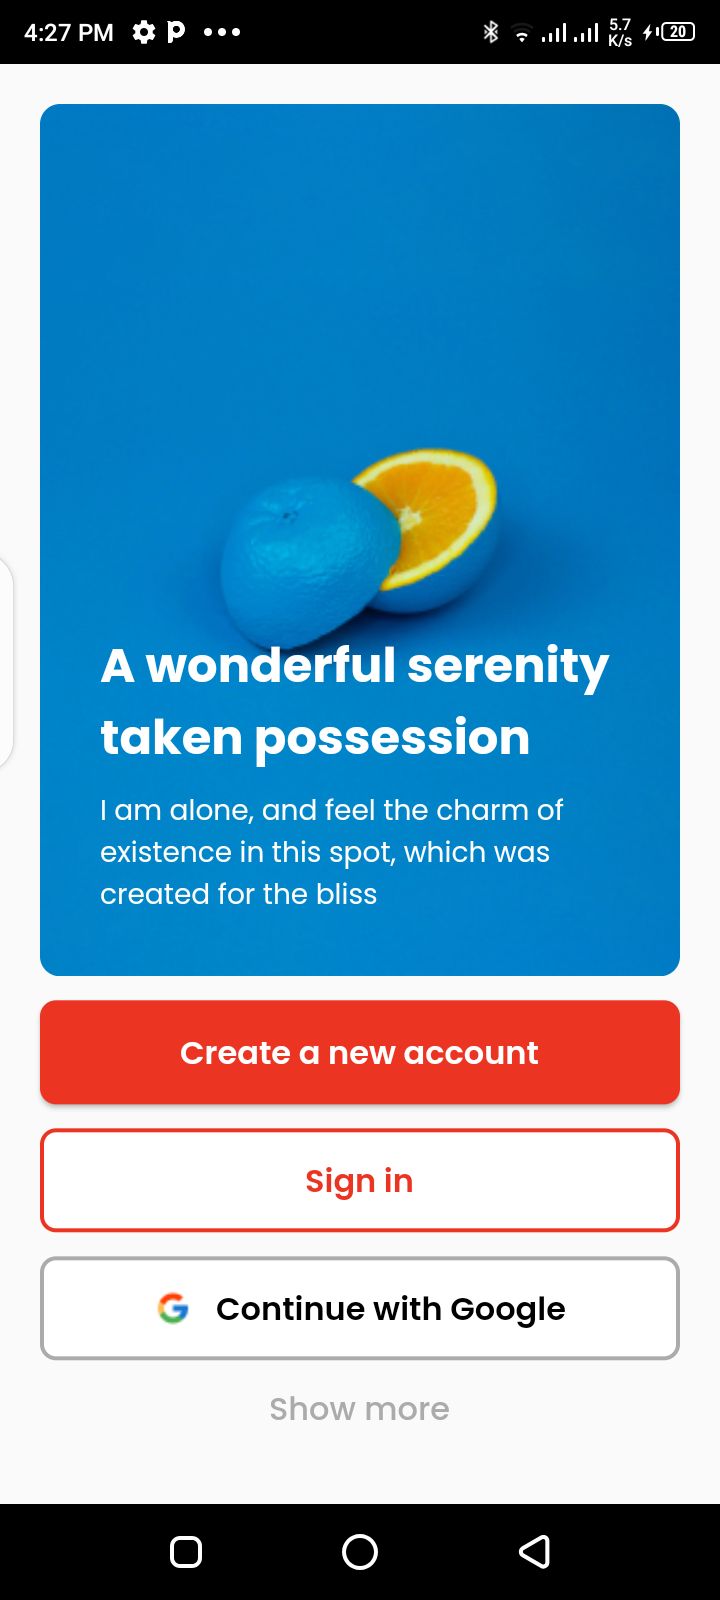 4:27 PM
5.7
K/s
20
A wonderful serenity
taken possession
I am alone, and feel the charm of
existence in this spot, which was
created for the bliss
Create a new account
Sign in
Continue with Google
Show more